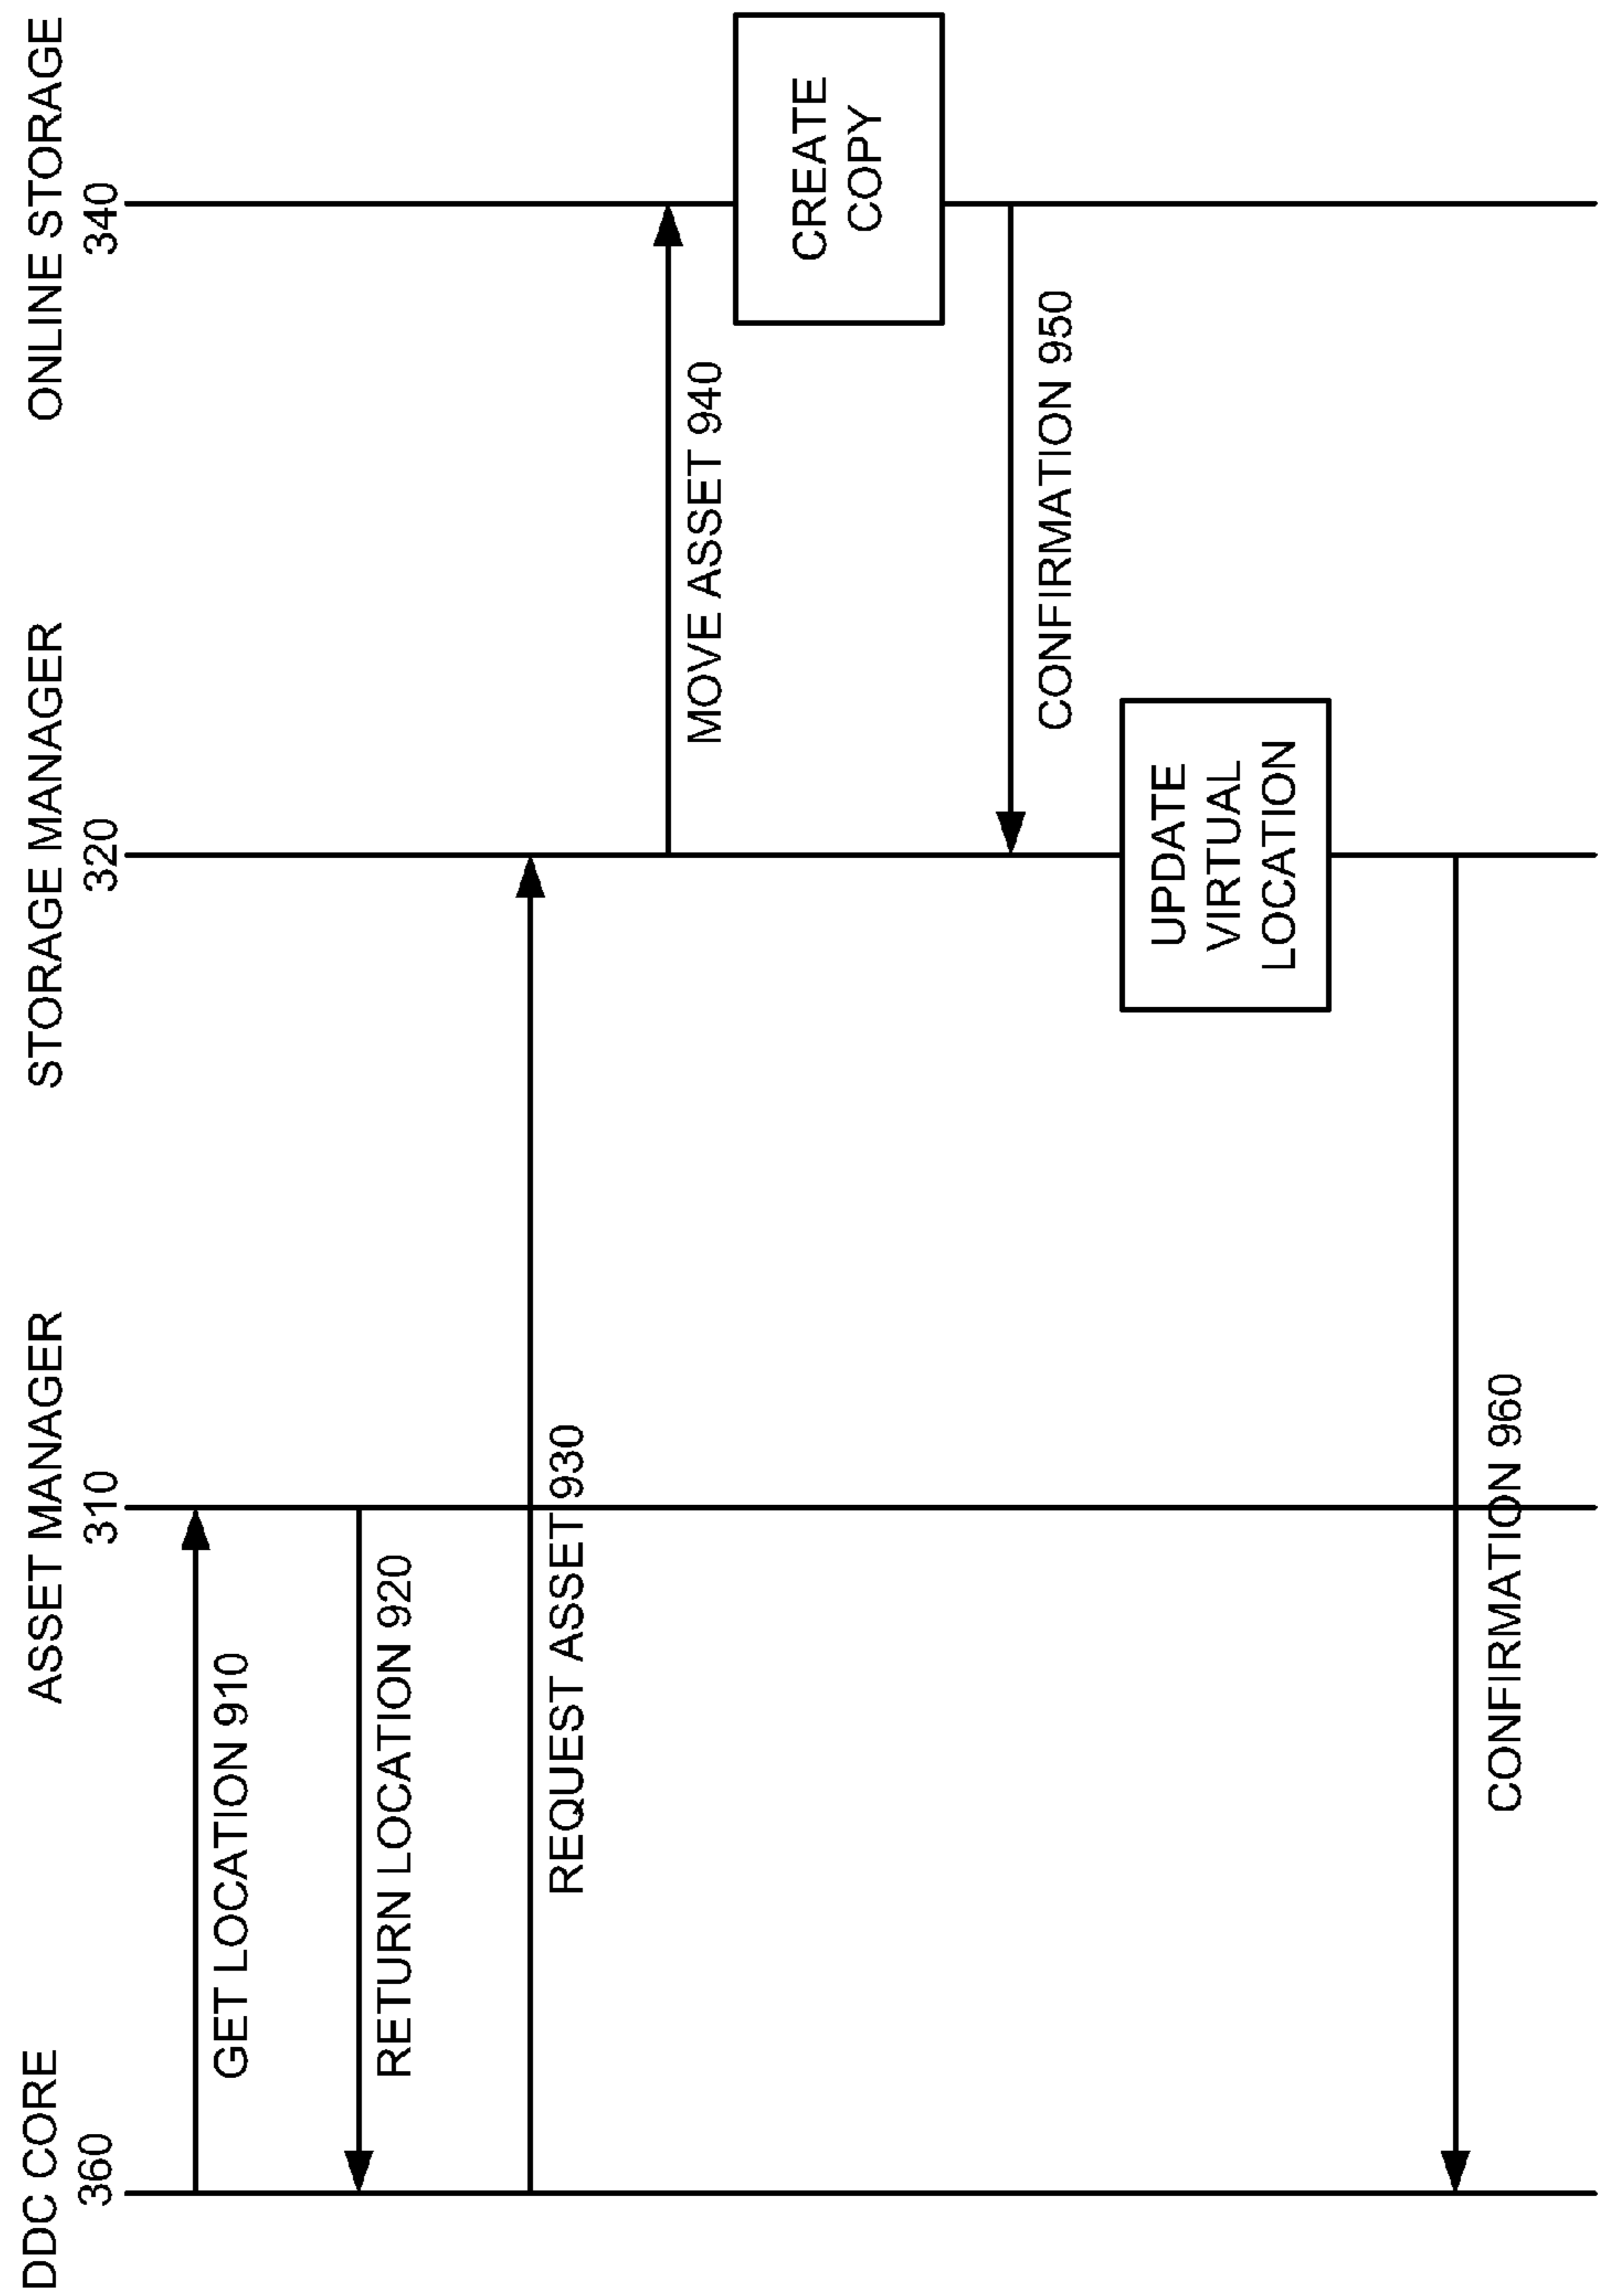 DDC CORE
360
ASSET MANAGER
310
STORAGE MANAGER
320
ONLINE STORAGE
340
GET LOCATION 910
RETURN LOCATION 920
REQUEST ASSET 930
MOVE ASSET 940
CREATE
COPY
CONFIRMATION 950
UPDATE
VIRTUAL
LOCATION
CONFIRMATION 960